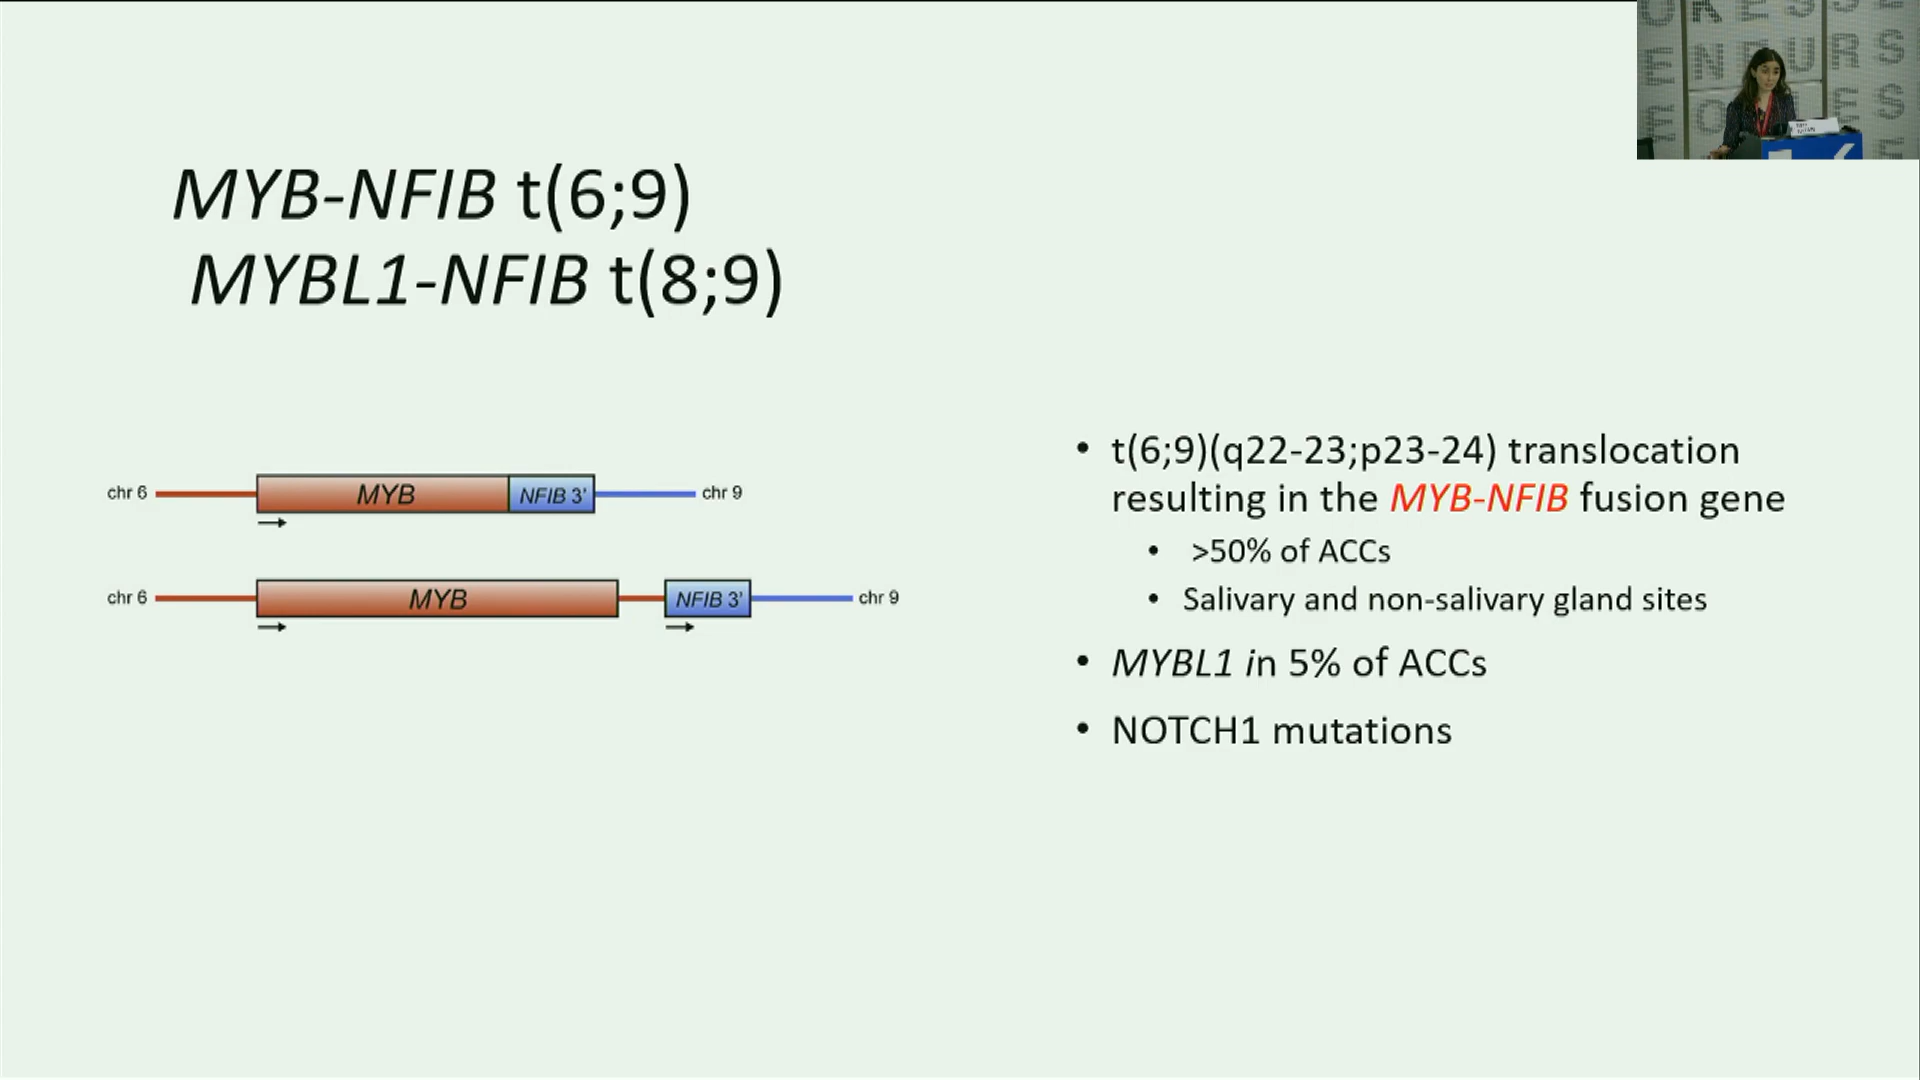 MYB-NFIB t(6;9)
MYBL1-NFIB t(8;9)
chr 6
MYB
NFIB 3'
chr 9
chr 6
MYB
NFIB 3'
chr 9
• t(6;9)(q22-23;p23-24) translocation
resulting in the MYB-NFIB fusion gene
• >50% of ACCs
• Salivary and non-salivary gland sites
• MYBL1 in 5% of ACCs
• NOTCH1 mutations